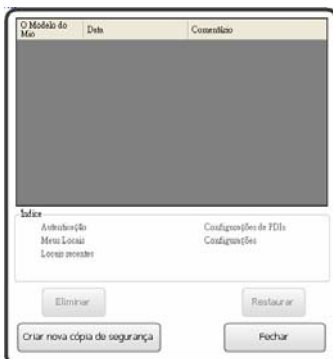 O Modelo do Mio Data Comentário
Índice
Autenticação Configurações de PDIs
Meus Locais Configurações
Locais recentes
Eliminar Restaurar
Criar nova cópia de segurança Fechar